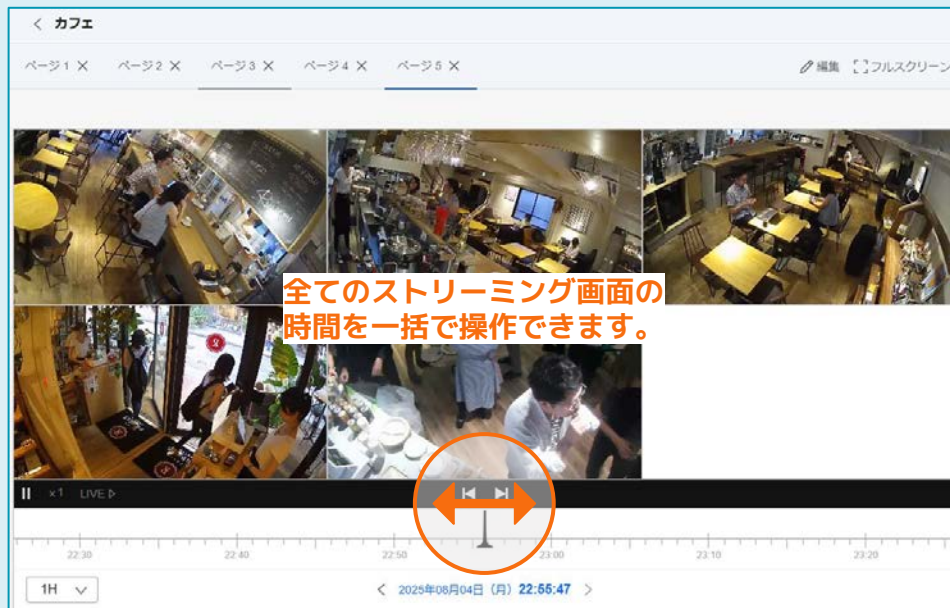 カフェ
ページ1 ✕ ページ2 ✕ ページ3 ✕ ページ4 ✕ ページ5 ✕
編集 フルスクリーン
全てのストリーミング画面の
時間を一括で操作できます。
×1 LIVE
22:30 22:40 22:50 23:00 23:10 23:20
1H
2025年08月04日（月） 22:55:47